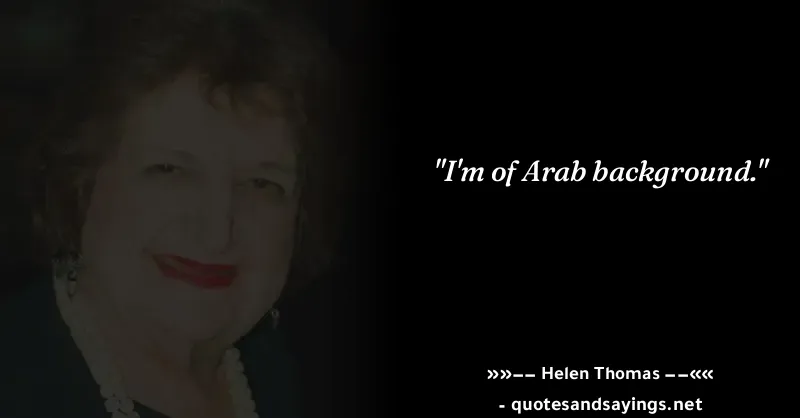 "I'm of Arab background."
»»–– Helen Thomas ––««
- quotesandsayings.net